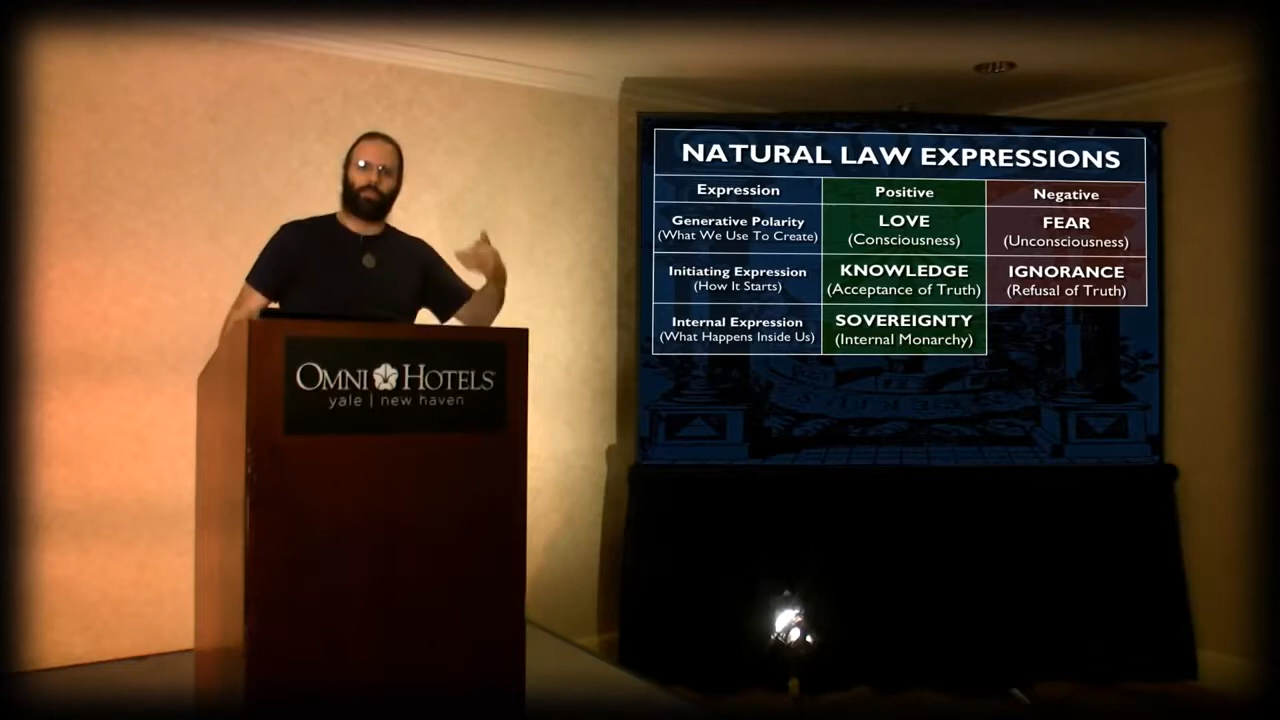 NATURAL LAW EXPRESSIONS
Expression Positive Negative
Generative Polarity LOVE FEAR
(What We Use To Create) (Consciousness) (Unconsciousness)
Initiating Expression KNOWLEDGE IGNORANCE
(How It Starts) (Acceptance of Truth) (Refusal of Truth)
Internal Expression SOVEREIGNTY
(What Happens Inside Us) (Internal Monarchy)
OMNI HOTELS
yale | new haven